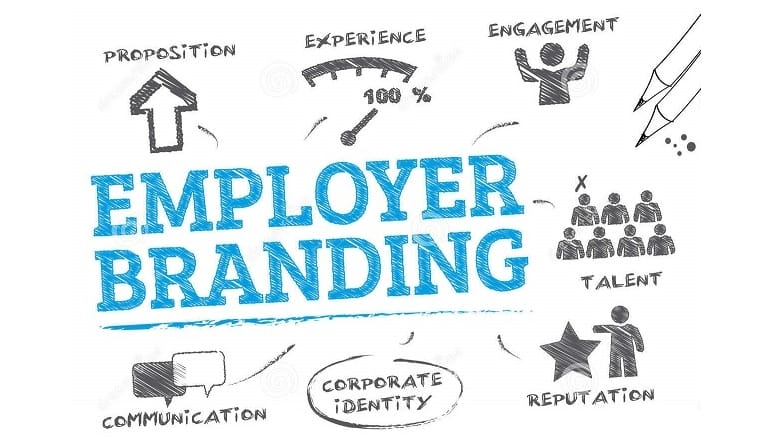 PROPOSITION
EXPERIENCE
ENGAGEMENT
100 %
EMPLOYER
BRANDING
X
TALENT
COMMUNICATION
CORPORATE
iDENTiTY
REPUTATION